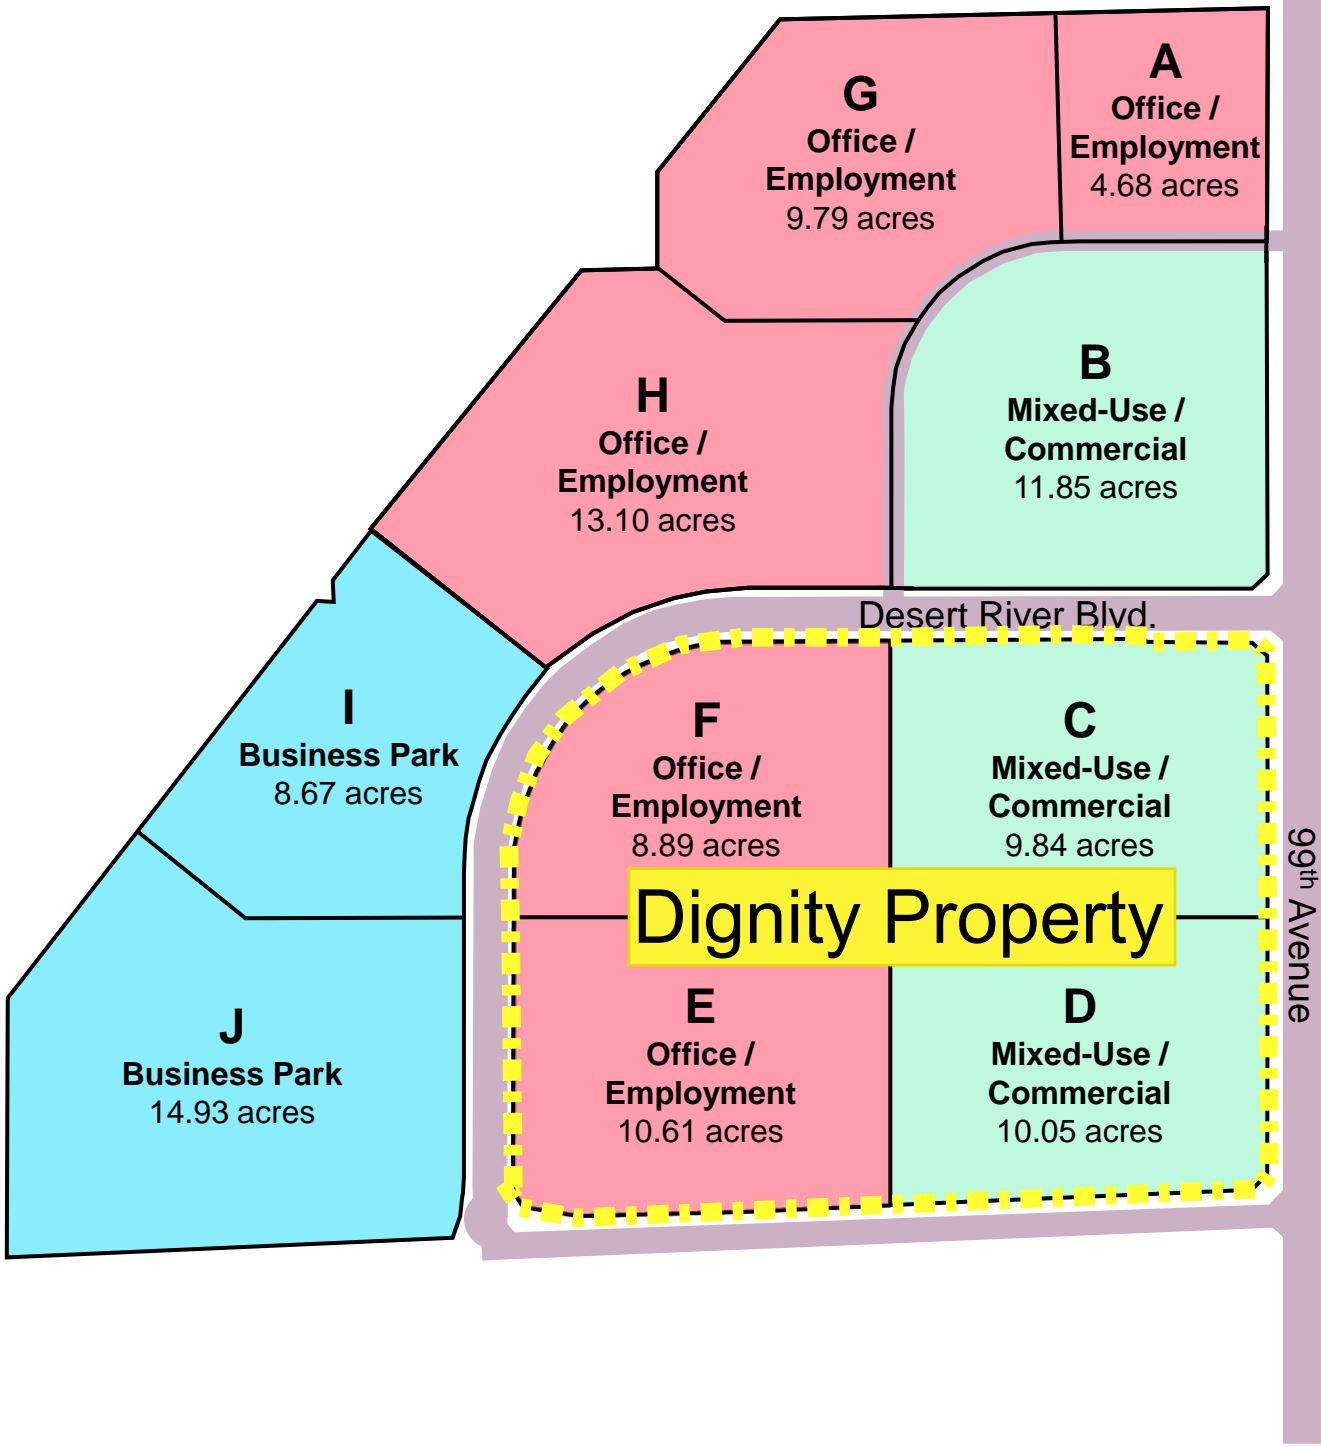 G
Office /
Employment
9.79 acres
A
Office /
Employment
4.68 acres
H
Office /
Employment
13.10 acres
B
Mixed-Use /
Commercial
11.85 acres
Desert River Blvd.
I
Business Park
8.67 acres
F
Office /
Employment
8.89 acres
C
Mixed-Use /
Commercial
9.84 acres
99th Avenue
Dignity Property
J
Business Park
14.93 acres
E
Office /
Employment
10.61 acres
D
Mixed-Use /
Commercial
10.05 acres